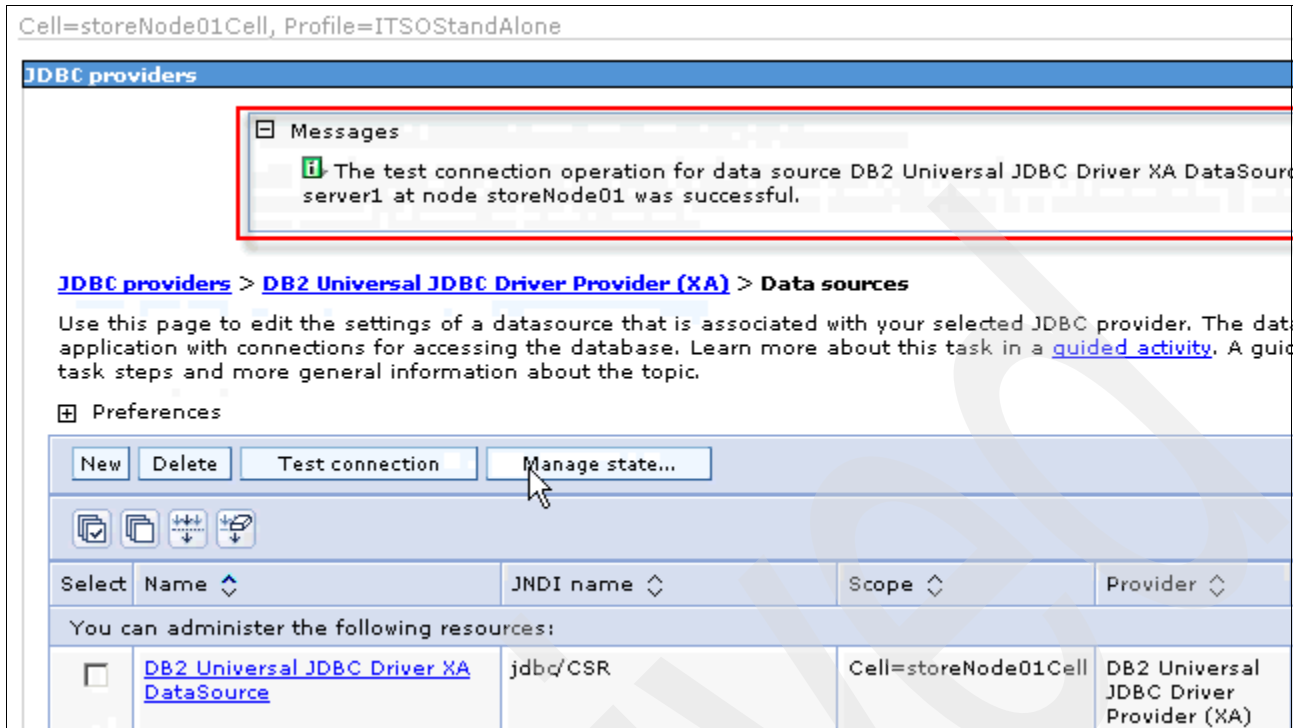 Cell=storeNode01Cell, Profile=ITSOStandAlone
JDBC providers
Messages
The test connection operation for data source DB2 Universal JDBC Driver XA DataSourc
server1 at node storeNode01 was successful.
JDBC providers > DB2 Universal JDBC Driver Provider (XA) > Data sources
Use this page to edit the settings of a datasource that is associated with your selected JDBC provider. The data
application with connections for accessing the database. Learn more about this task in a guided activity. A guid
task steps and more general information about the topic.
Preferences
New Delete Test connection Manage state...
Select Name JNDI name Scope Provider
You can administer the following resources:
DB2 Universal JDBC Driver XA jdbc/CSR Cell=storeNode01Cell DB2 Universal
DataSource JDBC Driver
Provider (XA)